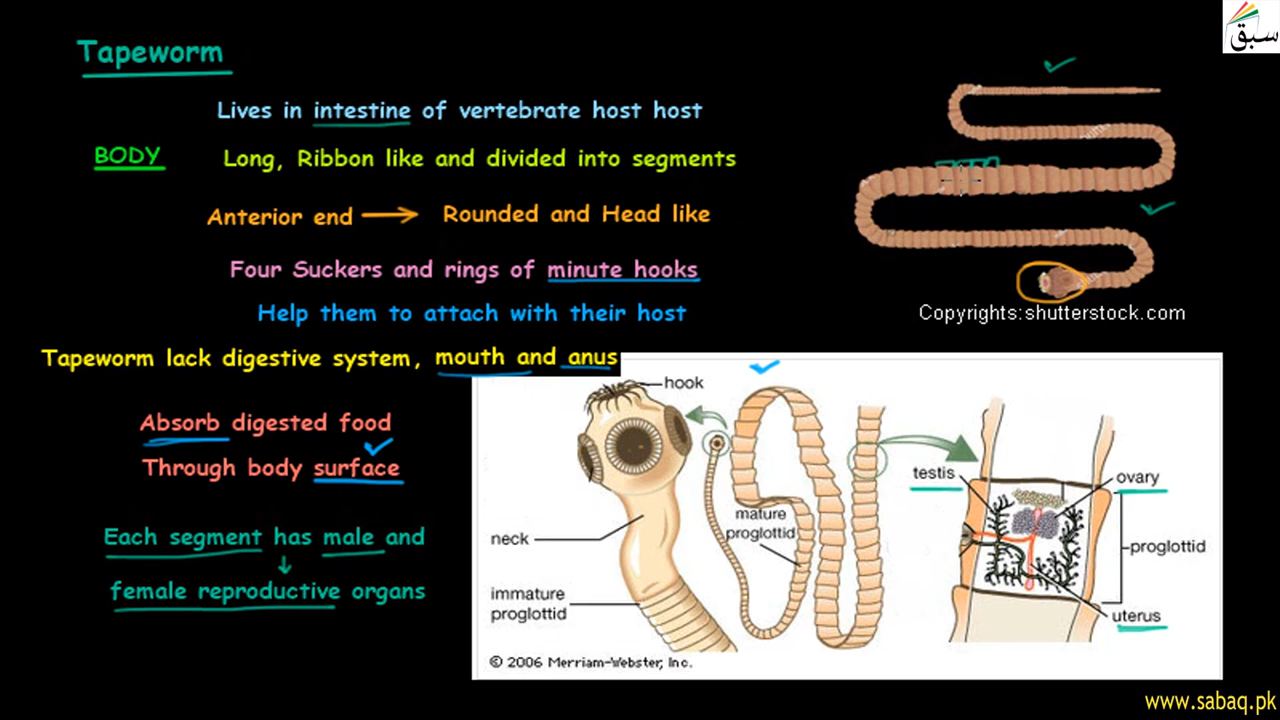 سبق
Tapeworm
Lives in intestine of vertebrate host host
BODY
Long, Ribbon like and divided into segments
Anterior end
Rounded and Head like
Four Suckers and rings of minute hooks
Help them to attach with their host
Copyrights:shutterstock.com
Tapeworm lack digestive system, mouth and anus
Absorb digested food
Through body surface
Each segment has male and
female reproductive organs
hook
neck
immature
proglottid
mature
proglottid
testis
ovary
proglottid
uterus
© 2006 Merriam-Webster, Inc.
www.sabaq.pk